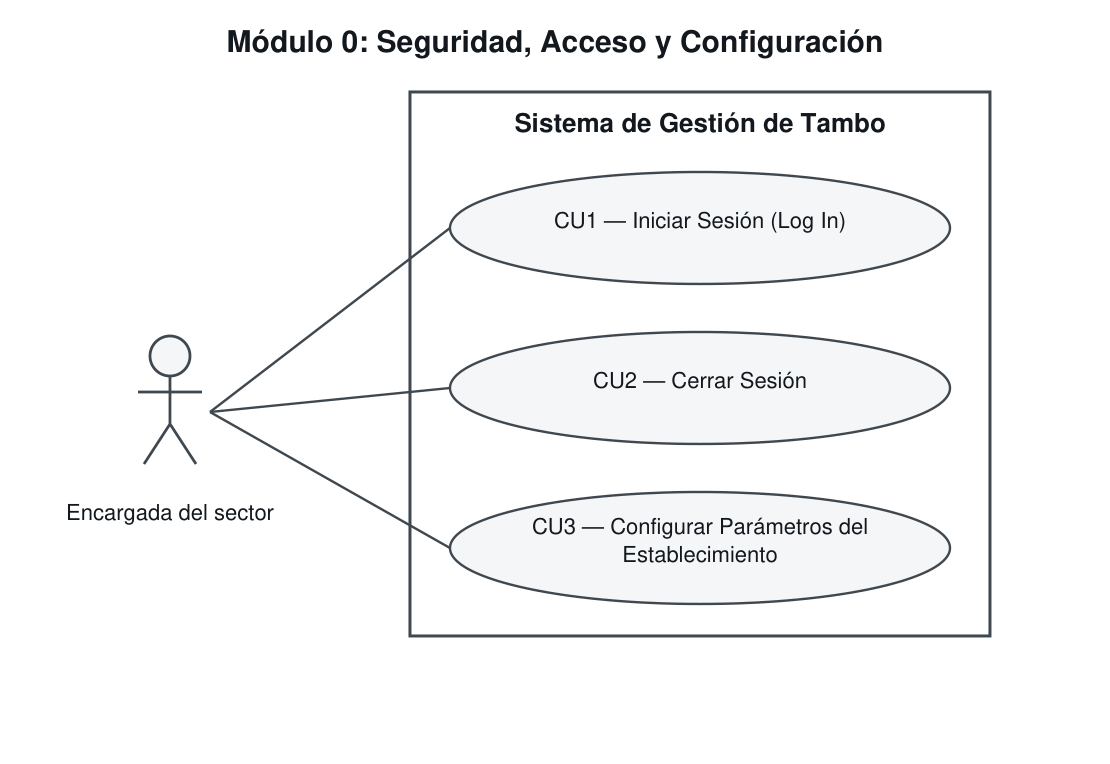 Módulo 0: Seguridad, Acceso y Configuración
Sistema de Gestión de Tambo
CU1 — Iniciar Sesión (Log In)
CU2 — Cerrar Sesión
Encargada del sector
CU3 — Configurar Parámetros del
Establecimiento